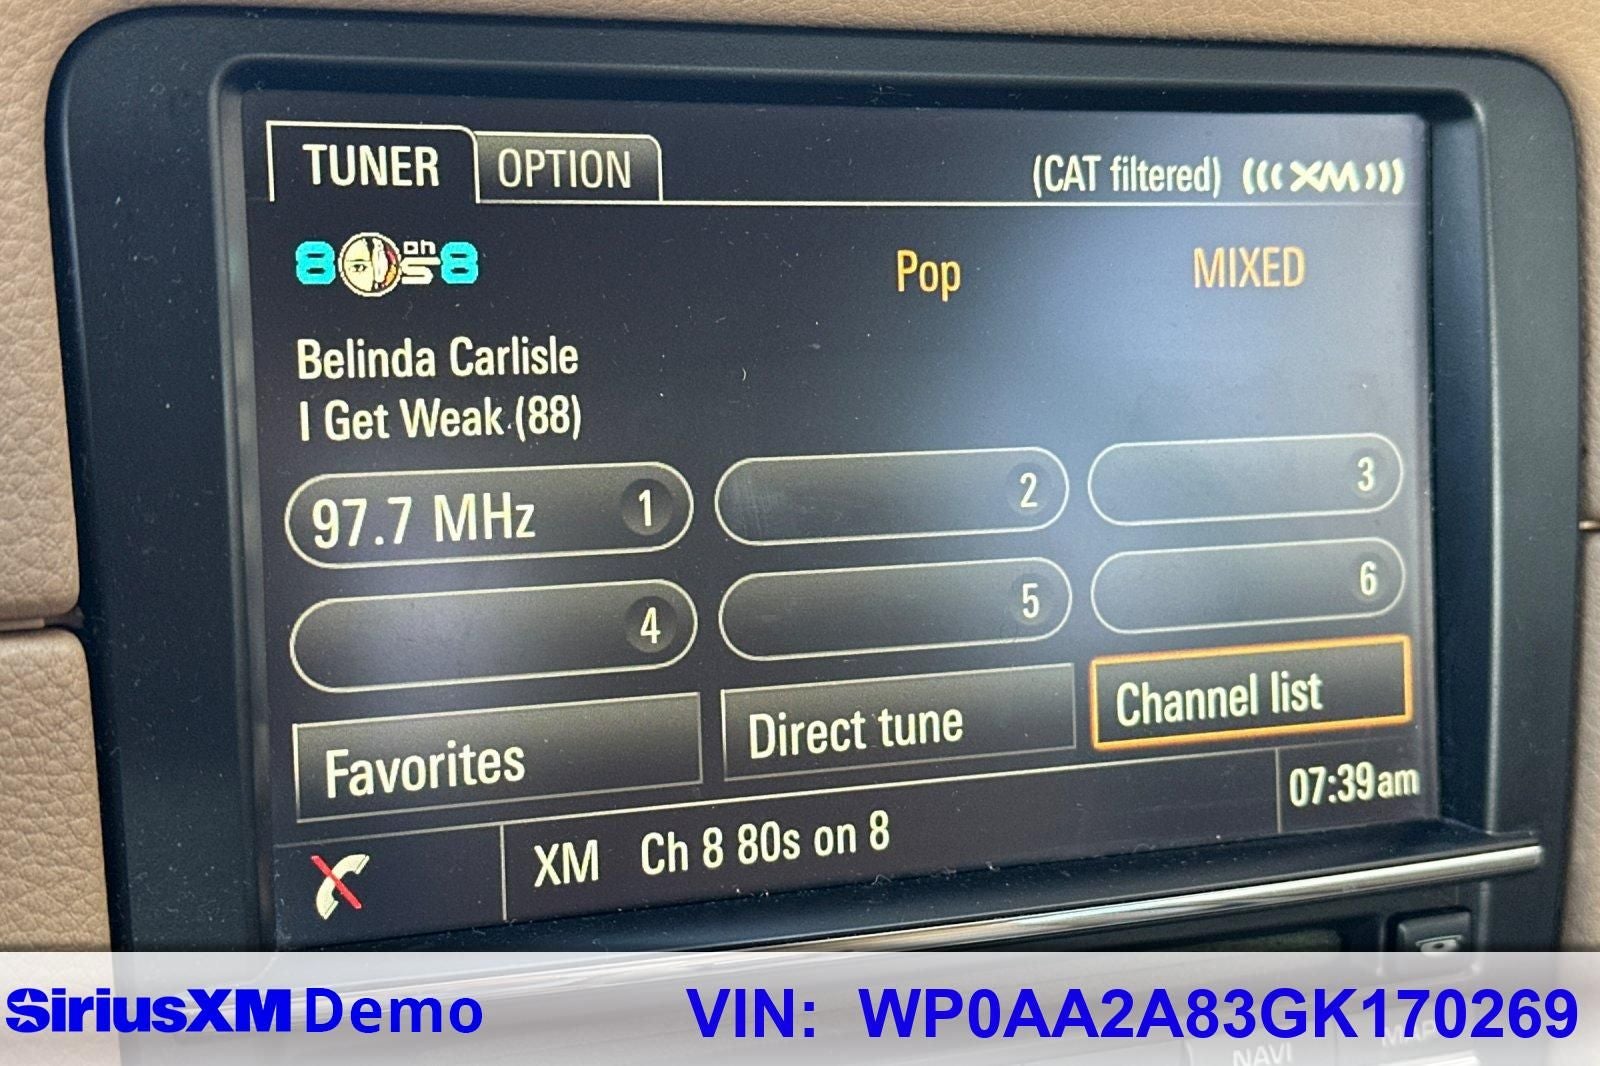 TUNER OPTION (CAT filtered) ((( XM )))
80s on 8 Pop MIXED
Belinda Carlisle
I Get Weak (88)
97.7 MHz 1 2 3
4 5 6
Favorites Direct tune Channel list
XM Ch 8 80s on 8 07:39am
SiriusXM Demo VIN: WP0AA2A83GK170269
NAVI MAP